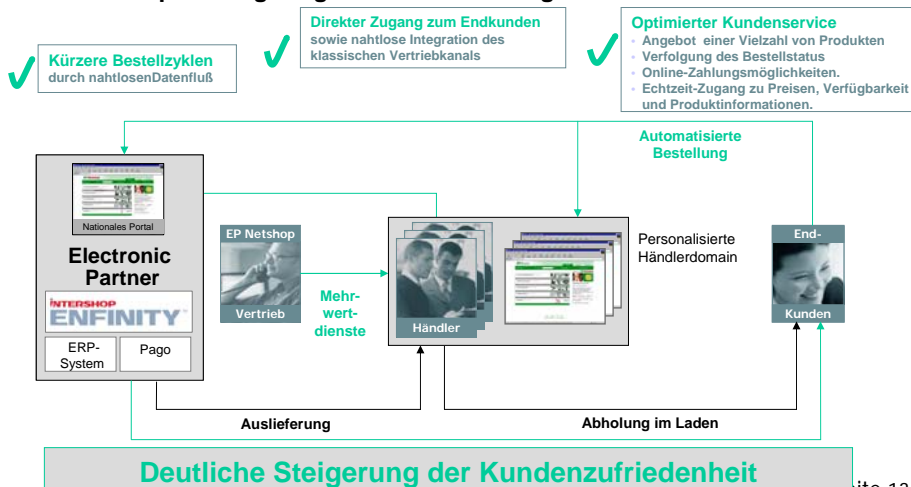 Direkter Zugang zum Endkunden
sowie nahtlose Integration des
klassischen Vertriebkanals
Optimierter Kundenservice
• Angebot einer Vielzahl von Produkten
• Verfolgung des Bestellstatus
• Online-Zahlungsmöglichkeiten.
• Echtzeit-Zugang zu Preisen, Verfügbarkeit
und Produktinformationen.
Kürzere Bestellzyklen
durch nahtlosenDatenfluß
Automatisierte
Bestellung
Nationales Portal
Electronic
Partner
INTERSHOP
ENFINITY
ERP-
System
Pago
EP Netshop
Vertrieb
Mehr-
wert-
dienste
Händler
Personalisierte
Händlerdomain
End-
Kunden
Auslieferung
Abholung im Laden
Deutliche Steigerung der Kundenzufriedenheit